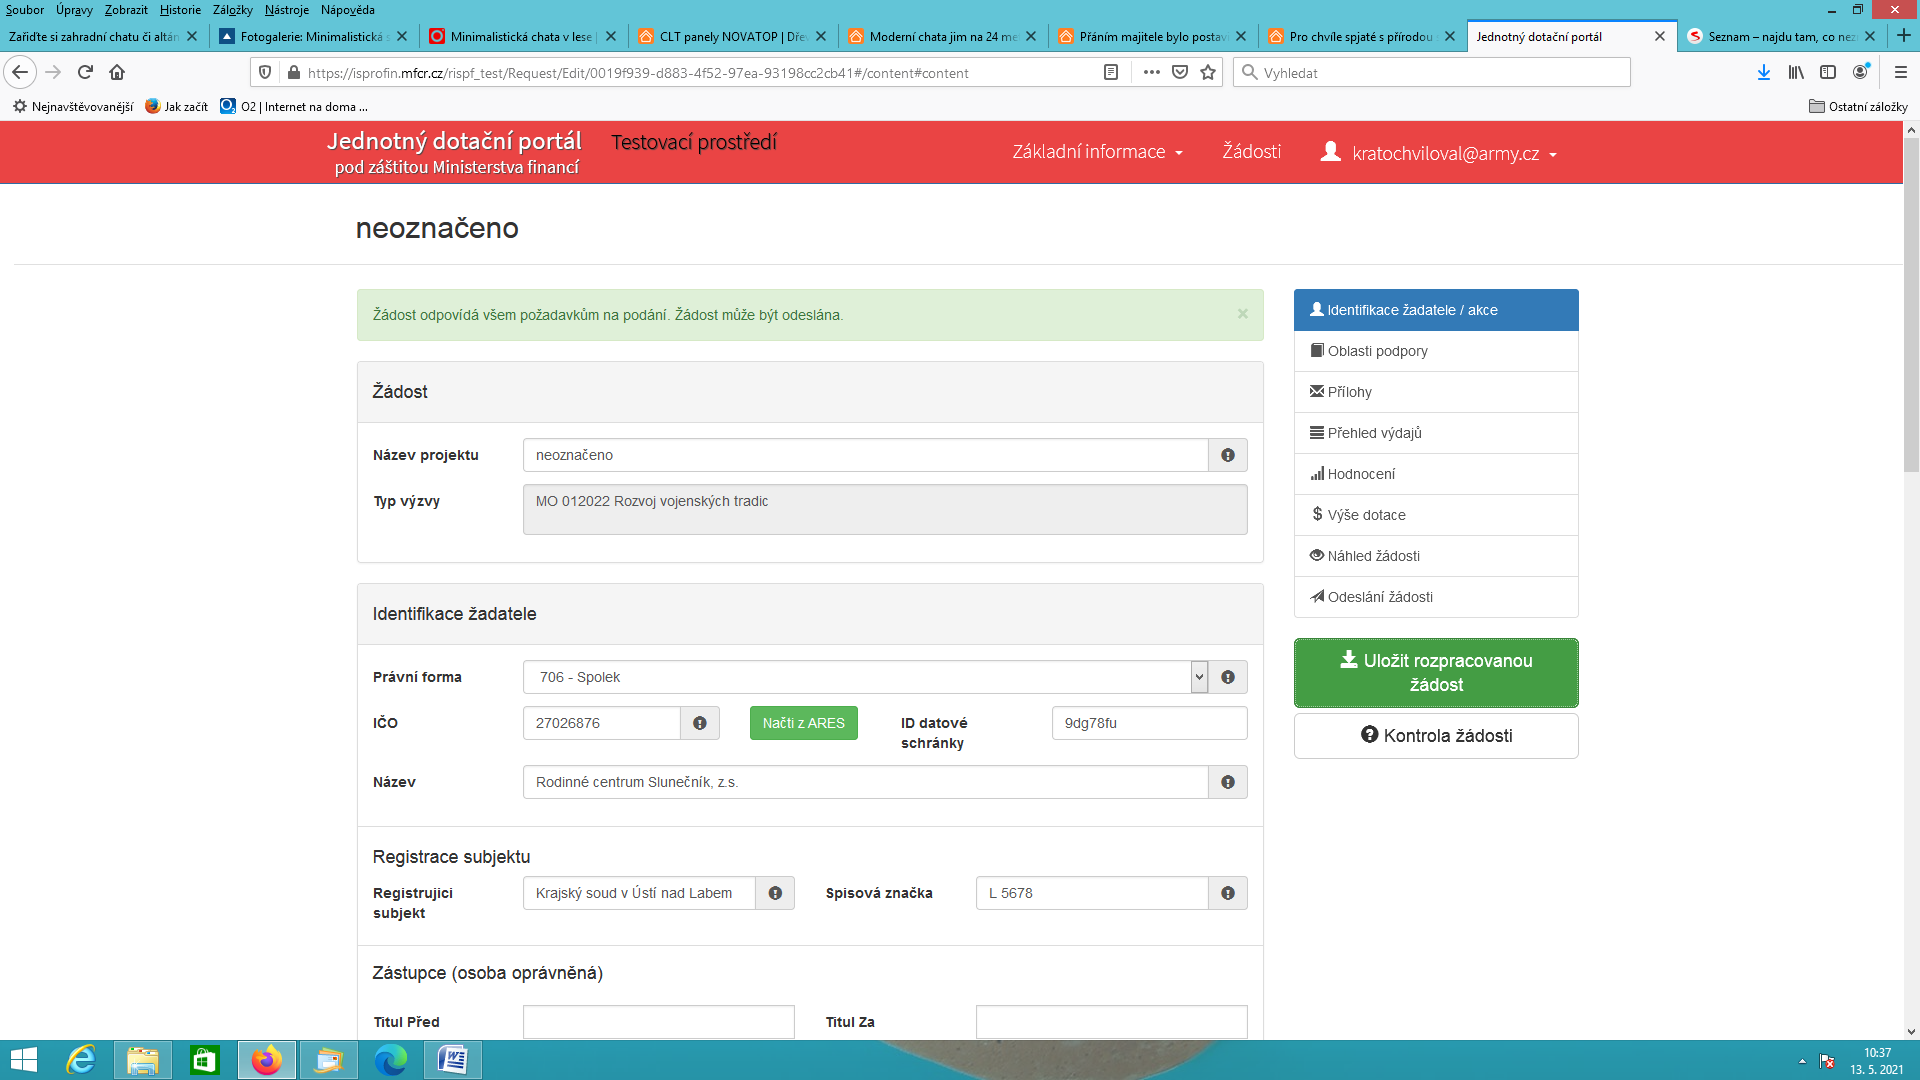 Soubor Úpravy Zobrazit Historie Záložky Nástroje Nápověda
Zařiďte si zahradní chatu či altán
Fotogalerie: Minimalistická
Minimalistická chata v lese
CLT panely NOVATOP | Dřev
Moderní chata jim na 24 me
Přáním majitele bylo postav
Pro chvíle spjaté s přírodou
Jednotný dotační portál
Seznam – najdu tam, co nez
https://isprofin.mfcr.cz/rispf_test/Request/Edit/0019f939-d883-4f52-97ea-93198cc2cb41#/content#content
Vyhledat
Nejnavštěvovanější Jak začít O2 | Internet na doma ... Ostatní záložky
Jednotný dotační portál
pod záštitou Ministerstva financí
Testovací prostředí
Základní informace Žádosti kratochviloval@army.cz
neoznačeno
Žádost odpovídá všem požadavkům na podání. Žádost může být odeslána. ×
Žádost
Název projektu neoznačeno
Typ výzvy MO 012022 Rozvoj vojenských tradic
Identifikace žadatele
Právní forma 706 - Spolek
IČO 27026876 Načti z ARES ID datové
schránky 9dg78fu
Název Rodinné centrum Slunečník, z.s.
Registrace subjektu
Registrující
subjekt Krajský soud v Ústí nad Labem Spisová značka L 5678
Zástupce (osoba oprávněná)
Titul Před Titul Za
Identifikace žadatele / akce
Oblasti podpory
Přílohy
Přehled výdajů
Hodnocení
$ Výše dotace
Náhled žádosti
Odeslání žádosti
Uložit rozpracovanou
žádost
Kontrola žádosti
10:37
13. 5. 2021